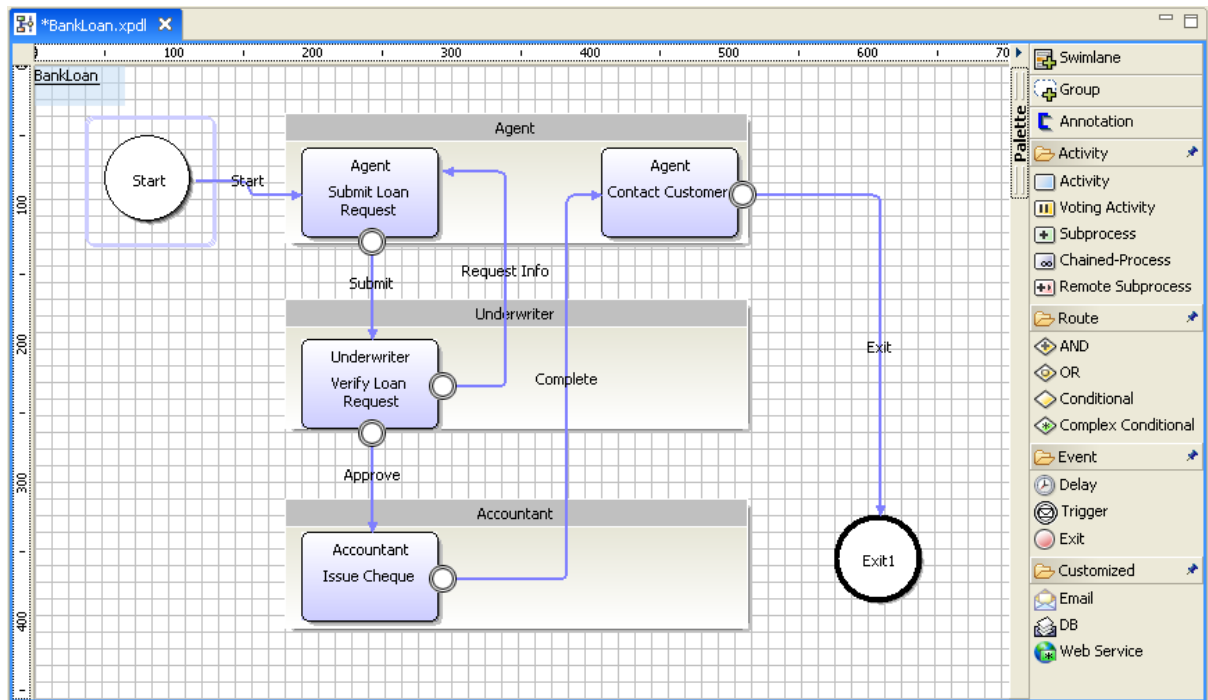 *BankLoan.xpdl
0 100 200 300 400 500 600 70
BankLoan
100
200
300
400
Start
Start
Agent
Agent
Submit Loan
Request
Agent
Contact Customer
Submit
Request Info
Underwriter
Underwriter
Verify Loan
Request
Complete
Exit
Approve
Accountant
Accountant
Issue Cheque
Exit1
Palette
Swimlane
Group
Annotation
Activity
Activity
Voting Activity
Subprocess
Chained-Process
Remote Subprocess
Route
AND
OR
Conditional
Complex Conditional
Event
Delay
Trigger
Exit
Customized
Email
DB
Web Service